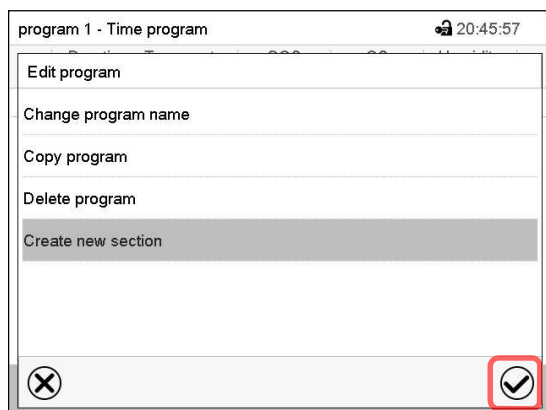 program 1 - Time program 20:45:57
Edit program
Change program name
Copy program
Delete program
Create new section